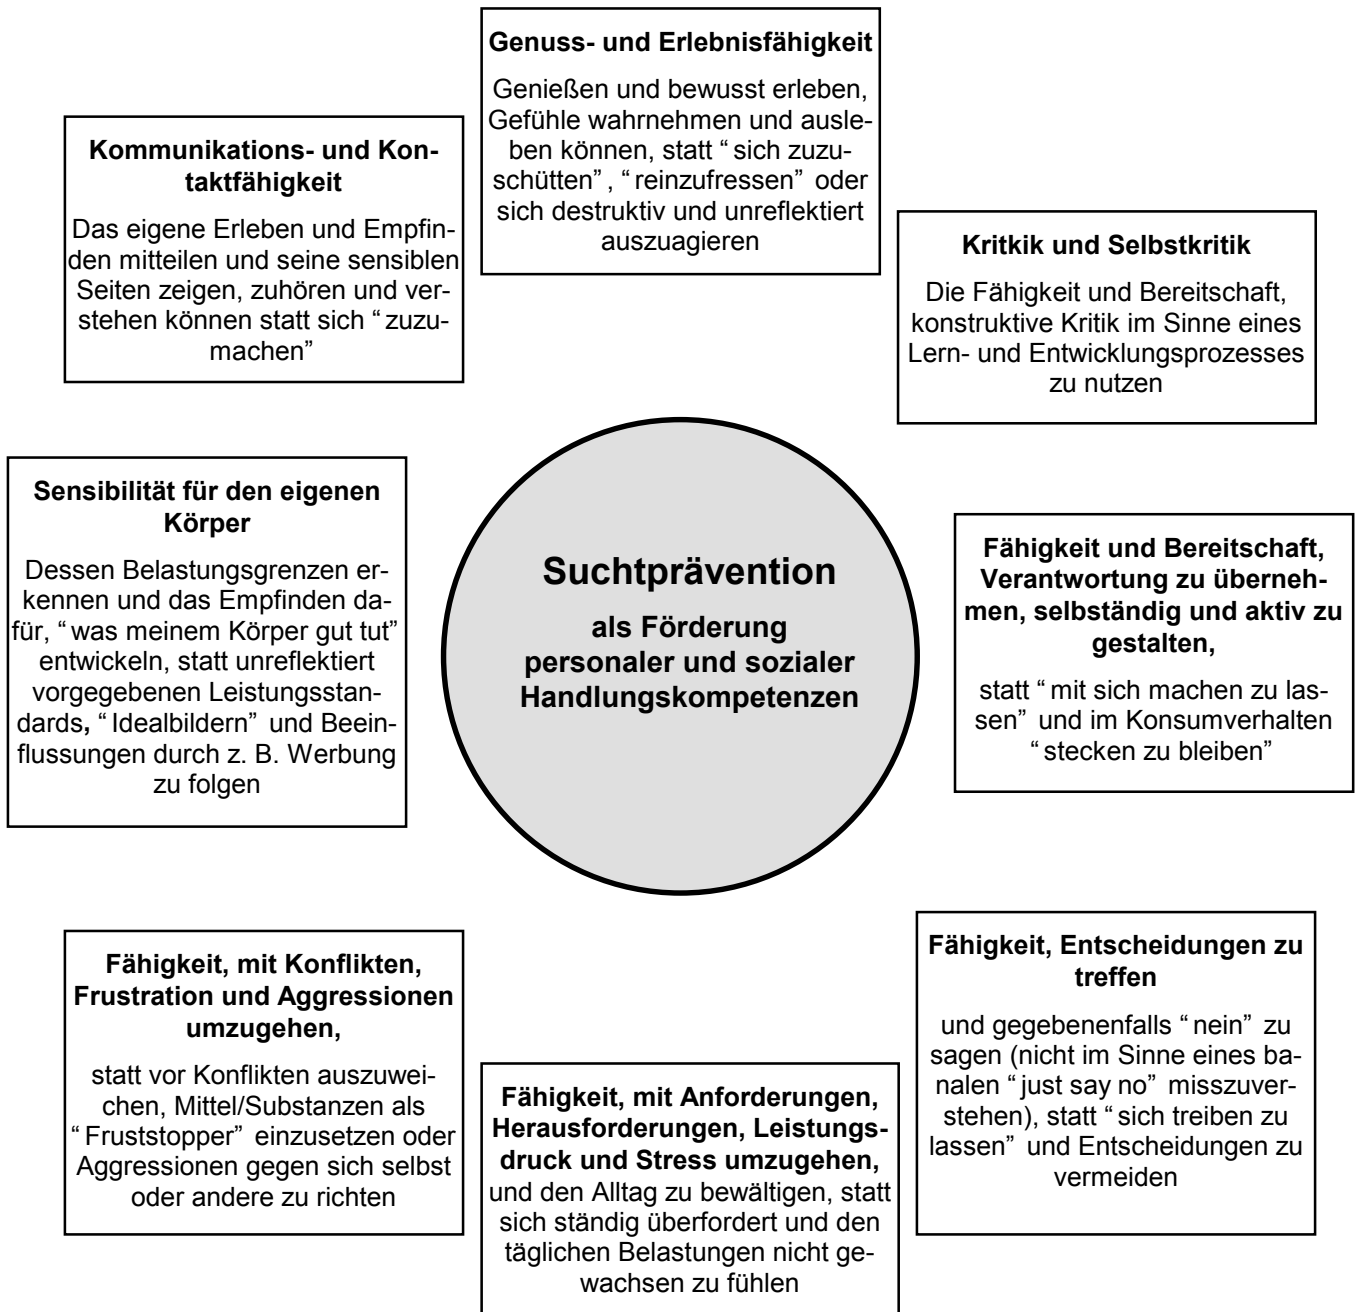 Genuss- und Erlebnisfähigkeit
Genießen und bewusst erleben,
Gefühle wahrnehmen und ausle-
ben können, statt “ sich zuzu-
schütten” , “ reinzufressen” oder
sich destruktiv und unreflektiert
auszuagieren
Kommunikations- und Kon-
taktfähigkeit
Das eigene Erleben und Empfin-
den mitteilen und seine sensiblen
Seiten zeigen, zuhören und ver-
stehen können statt sich “ zuzu-
machen”
Kritkik und Selbstkritik
Die Fähigkeit und Bereitschaft,
konstruktive Kritik im Sinne eines
Lern- und Entwicklungsprozesses
zu nutzen
Sensibilität für den eigenen
Körper
Dessen Belastungsgrenzen er-
kennen und das Empfinden da-
für, “ was meinem Körper gut tut”
entwickeln, statt unreflektiert
vorgegebenen Leistungsstan-
dards, “ Idealbildern” und Beein-
flussungen durch z. B. Werbung
zu folgen
Suchtprävention
als Förderung
personaler und sozialer
Handlungskompetenzen
Fähigkeit und Bereitschaft,
Verantwortung zu überneh-
men, selbständig und aktiv zu
gestalten,
statt “ mit sich machen zu las-
sen” und im Konsumverhalten
“ stecken zu bleiben”
Fähigkeit, mit Konflikten,
Frustration und Aggressionen
umzugehen,
statt vor Konflikten auszuwei-
chen, Mittel/Substanzen als
“ Fruststopper” einzusetzen oder
Aggressionen gegen sich selbst
oder andere zu richten
Fähigkeit, mit Anforderungen,
Herausforderungen, Leistungs-
druck und Stress umzugehen,
und den Alltag zu bewältigen, statt
sich ständig überfordert und den
täglichen Belastungen nicht ge-
wachsen zu fühlen
Fähigkeit, Entscheidungen zu
treffen
und gegebenenfalls “ nein” zu
sagen (nicht im Sinne eines ba-
nalen “ just say no” misszuver-
stehen), statt “ sich treiben zu
lassen” und Entscheidungen zu
vermeiden